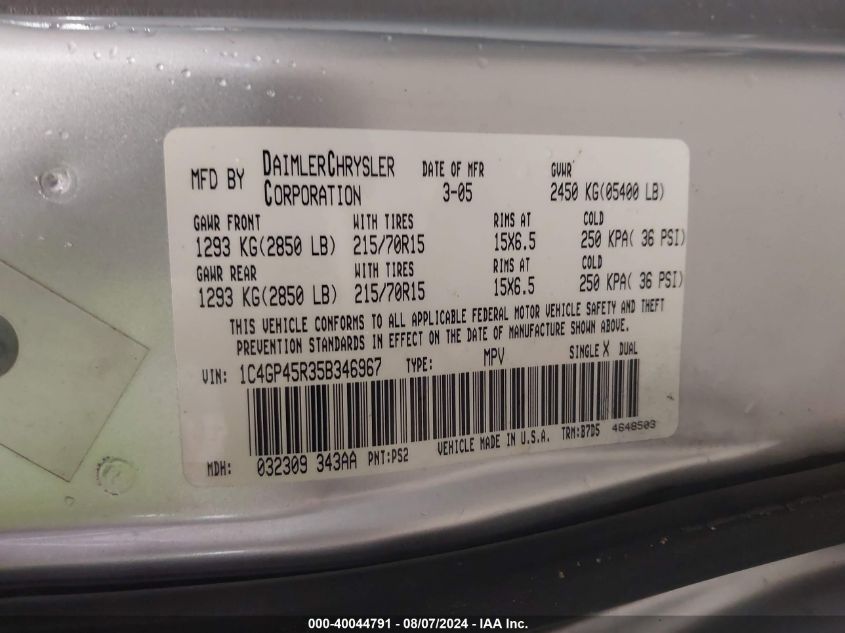 MFD BY DAIMLERCHRYSLER CORPORATION DATE OF MFR 3-05 GVWR 2450 KG(05400 LB)
GAWR FRONT WITH TIRES RIMS AT COLD
1293 KG(2850 LB) 215/70R15 15X6.5 250 KPA( 36 PSI)
GAWR REAR WITH TIRES RIMS AT COLD
1293 KG(2850 LB) 215/70R15 15X6.5 250 KPA( 36 PSI)
THIS VEHICLE CONFORMS TO ALL APPLICABLE FEDERAL MOTOR VEHICLE SAFETY AND THEFT
PREVENTION STANDARDS IN EFFECT ON THE DATE OF MANUFACTURE SHOWN ABOVE.
VIN: 1C4GP45R35B346967 TYPE: MPV SINGLE X DUAL
MDH: 032309 343AA PNT:PS2 VEHICLE MADE IN U.S.A. TRM:B7D5 4648503
000-40044791 - 08/07/2024 - IAA Inc.